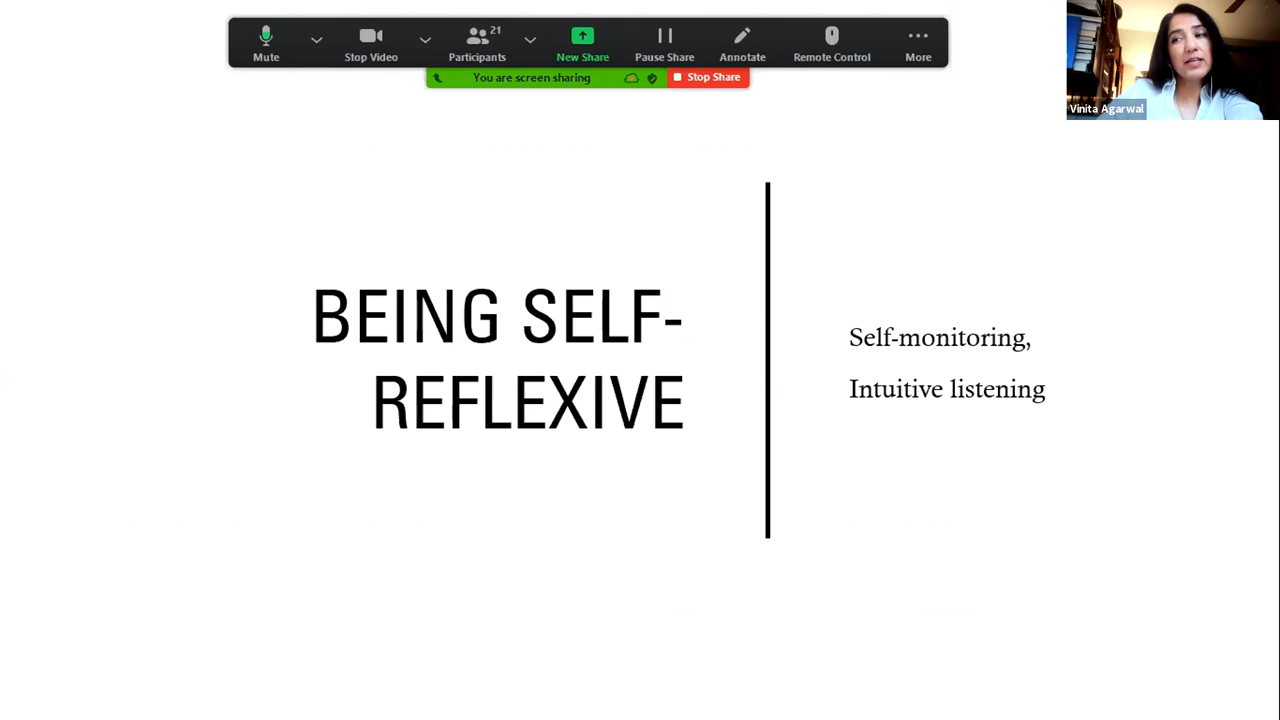 21
Mute
Stop Video
Participants
New Share
Pause Share
Annotate
Remote Control
More
You are screen sharing
Stop Share
Vinita Agarwal
BEING SELF-
REFLEXIVE
Self-monitoring,
Intuitive listening